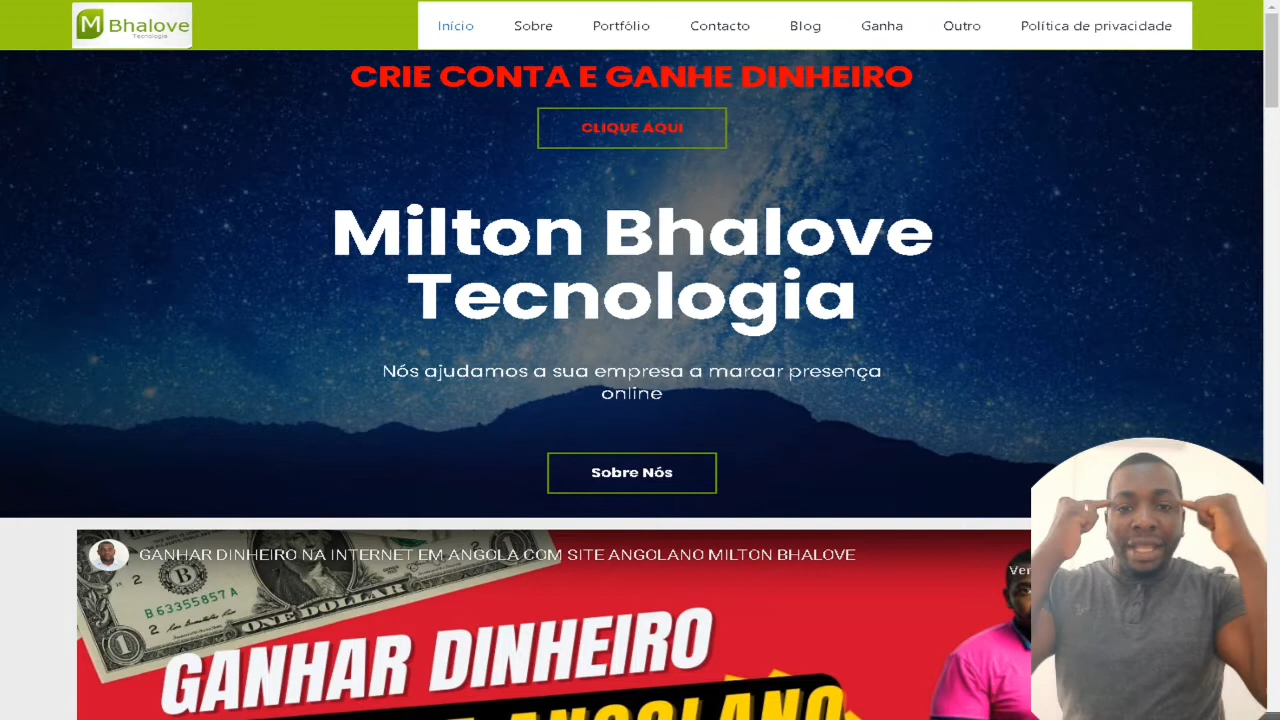 M Bhalove
Tecnologia
Início Sobre Portfólio Contacto Blog Ganha Outro Política de privacidade
CRIE CONTA E GANHE DINHEIRO
CLIQUE AQUI
Milton Bhalove
Tecnologia
Nós ajudamos a sua empresa a marcar presença
online
Sobre Nós
GANHAR DINHEIRO NA INTERNET EM ANGOLA COM SITE ANGOLANO MILTON BHALOVE
B 63355857 A
ONE DOLLAR
GANHAR DINHEIRO
ANGOLANO